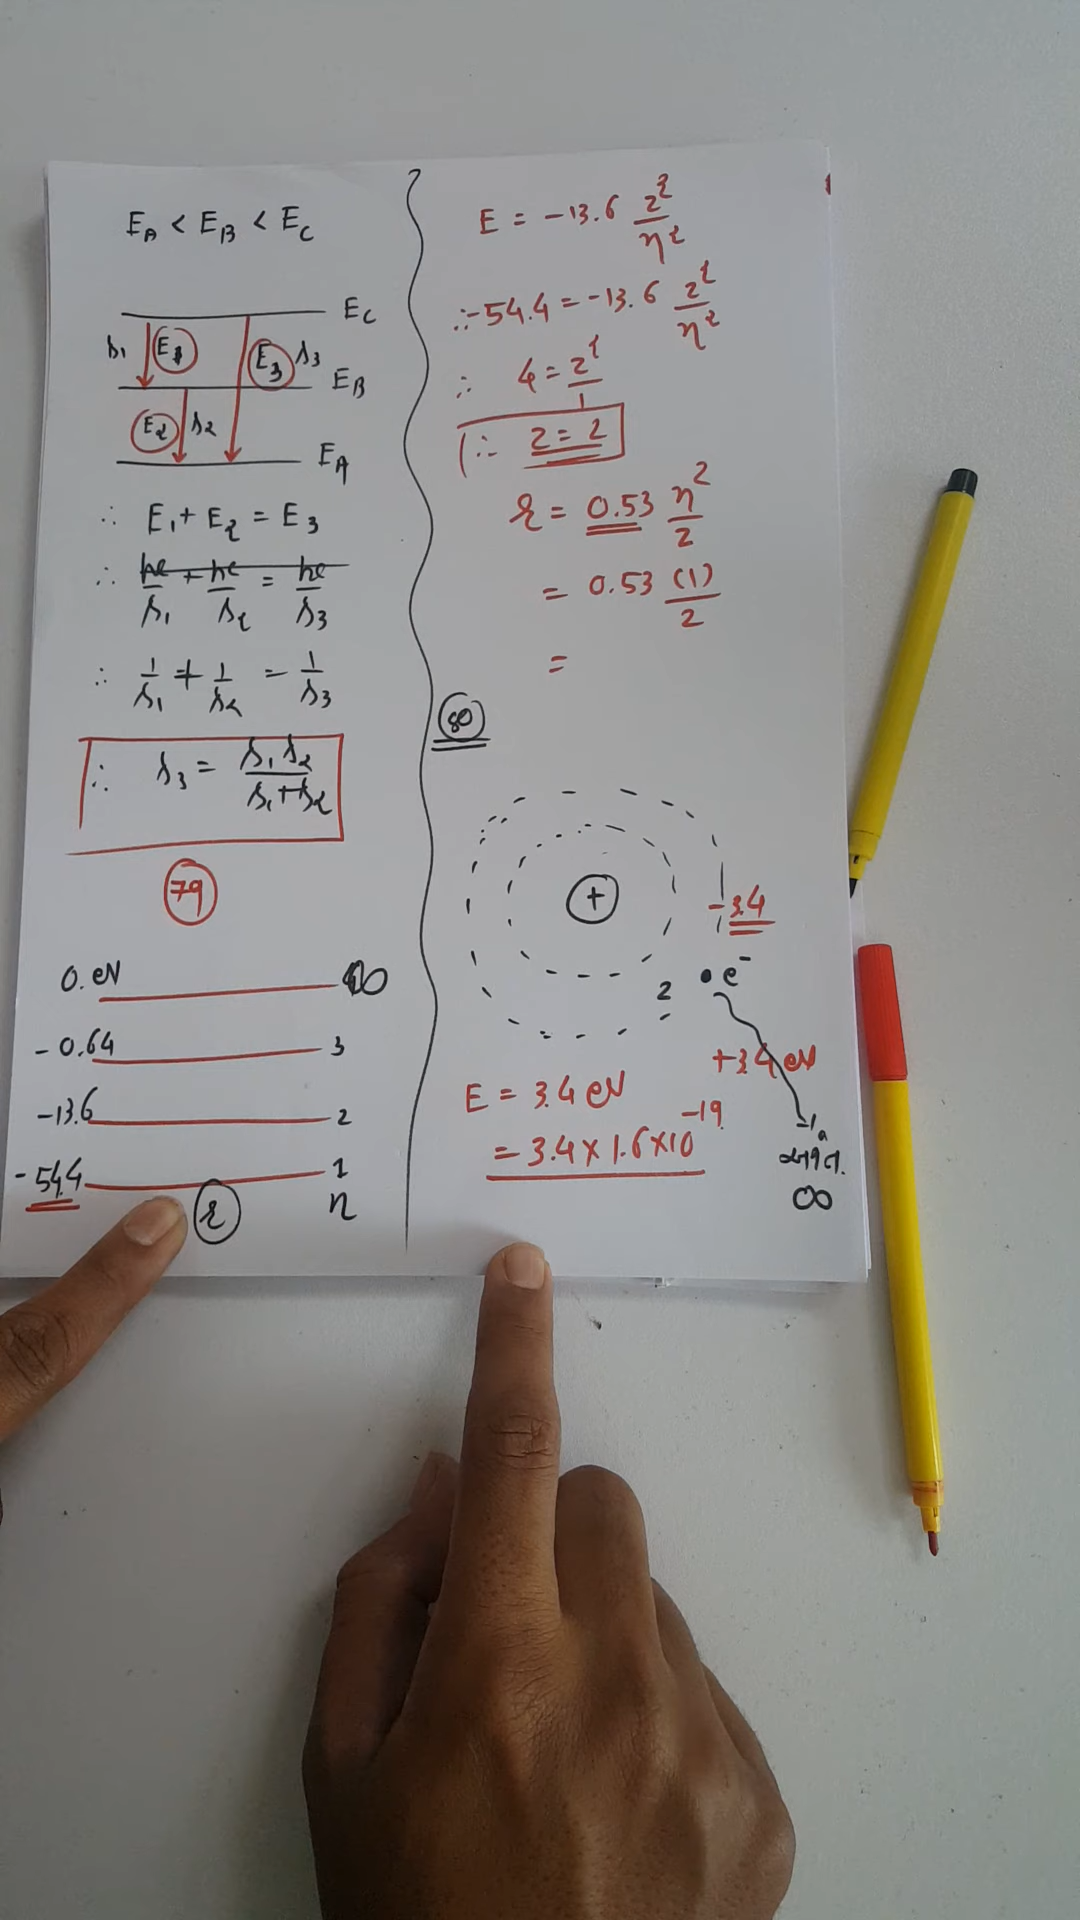 E_A < E_B < E_C
E_C
λ₁ E₁ E₃ λ₃
E_B
E₂ λ₂
E_A
∴ E₁ + E₂ = E₃
∴ hc/λ₁ + hc/λ₂ = hc/λ₃
∴ 1/λ₁ + 1/λ₂ = 1/λ₃
∴ λ₃ = λ₁λ₂/(λ₁+λ₂)
79
0. eV ∞
-0.64 3
-13.6 2
-54.4 1
r n
E = -13.6 z²/n²
∴ -54.4 = -13.6 z²/n²
∴ 4 = z²/1
∴ z = 2
r = 0.53 n²/z
= 0.53 (1)/2
=
80
+
-3.4
2 e⁻
+3.4 eV
E = 3.4 eV
= 3.4 × 1.6 × 10⁻¹⁹
∞